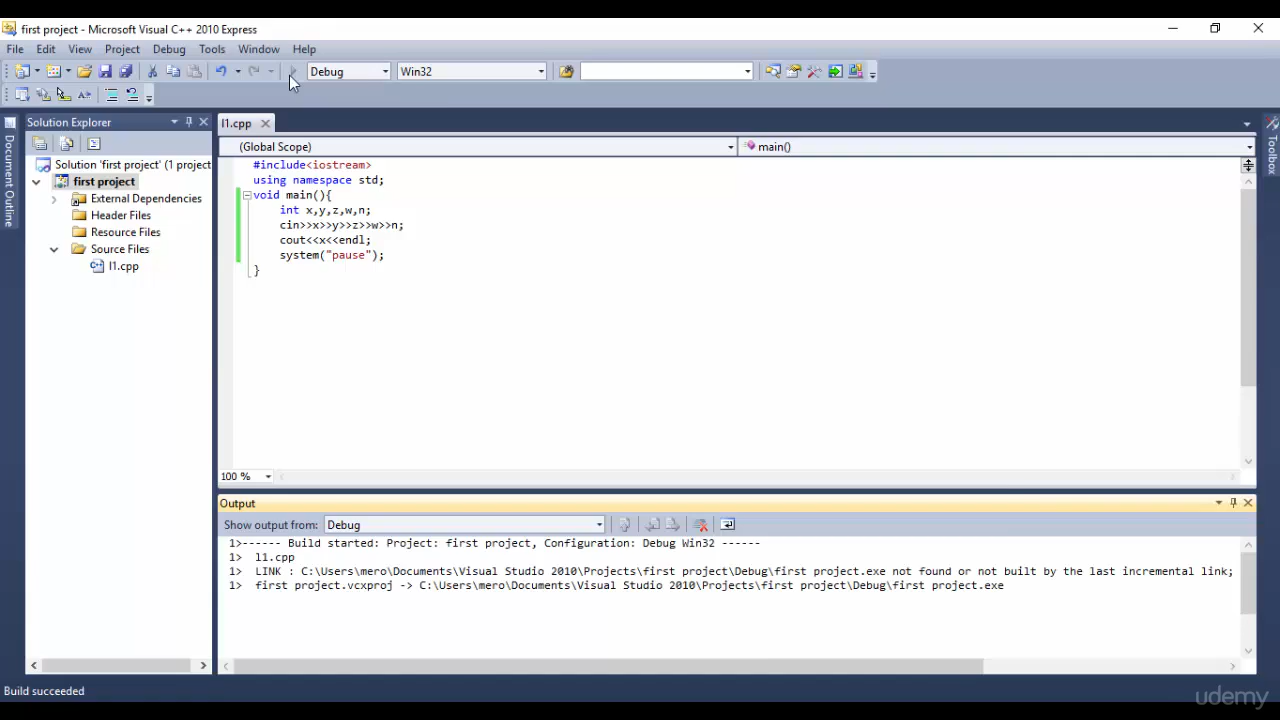 first project - Microsoft Visual C++ 2010 Express
File Edit View Project Debug Tools Window Help
Debug Win32
Solution Explorer
l1.cpp
Document Outline
Toolbox
(Global Scope) main()
Solution 'first project' (1 project
first project
External Dependencies
Header Files
Resource Files
Source Files
l1.cpp
#include<iostream>
using namespace std;
void main(){
int x,y,z,w,n;
cin>>x>>y>>z>>w>>n;
cout<<x<<endl;
system("pause");
}
100 %
Output
Show output from: Debug
1>------ Build started: Project: first project, Configuration: Debug Win32 ------
1> l1.cpp
1> LINK : C:\Users\mero\Documents\Visual Studio 2010\Projects\first project\Debug\first project.exe not found or not built by the last incremental link;
1> first project.vcxproj -> C:\Users\mero\Documents\Visual Studio 2010\Projects\first project\Debug\first project.exe
Build succeeded
udemy